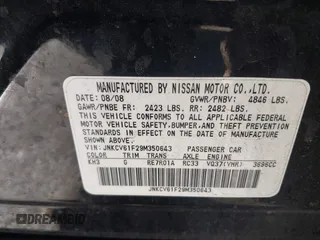 MANUFACTURED BY NISSAN MOTOR CO.,LTD.
DATE: 08/08 GVWR/PNBV: 4846 LBS.
GAWR/PNBE FR: 2423 LBS. RR: 2482 LBS.
THIS VEHICLE CONFORMS TO ALL APPLICABLE FEDERAL
MOTOR VEHICLE SAFETY, BUMPER, AND THEFT PREVENTION
STANDARDS IN EFFECT ON THE DATE OF MANUFACTURE
SHOWN ABOVE.
VIN: JNKCV61F29M350643 PASSENGER CAR
COLOR TRIM TRANS AXLE ENGINE
KH3 G RE7R01A RC33 VQ37(VHR) 3696CC
JNKCV61F29M350643
DRIVESMART